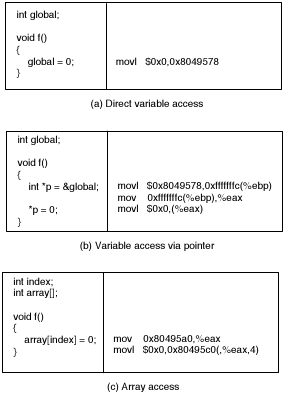 int global;
void f()
{
global = 0;
movl $0x0,0x8049578
}
(a) Direct variable access
int global;
void f()
{
int *p = &global;
movl $0x8049578,0xfffffffc(%ebp)
mov 0xfffffffc(%ebp),%eax
*p = 0;
movl $0x0,(%eax)
}
(b) Variable access via pointer
int index;
int array[];
void f()
{
array[index] = 0;
mov 0x80495a0,%eax
movl $0x0,0x80495c0(,%eax,4)
}
(c) Array access